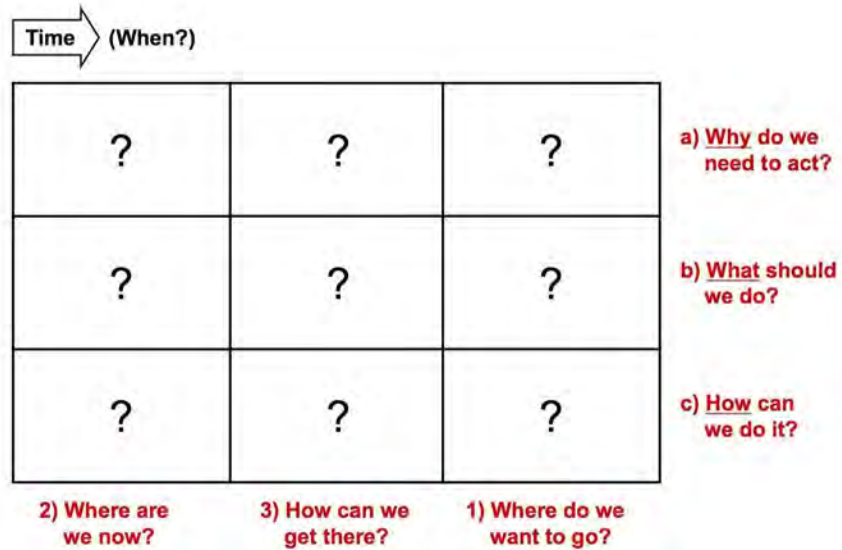 Time (When?)
? ? ? a) Why do we
need to act?
? ? ? b) What should
we do?
? ? ? c) How can
we do it?
2) Where are 3) How can we 1) Where do we
we now? get there? want to go?